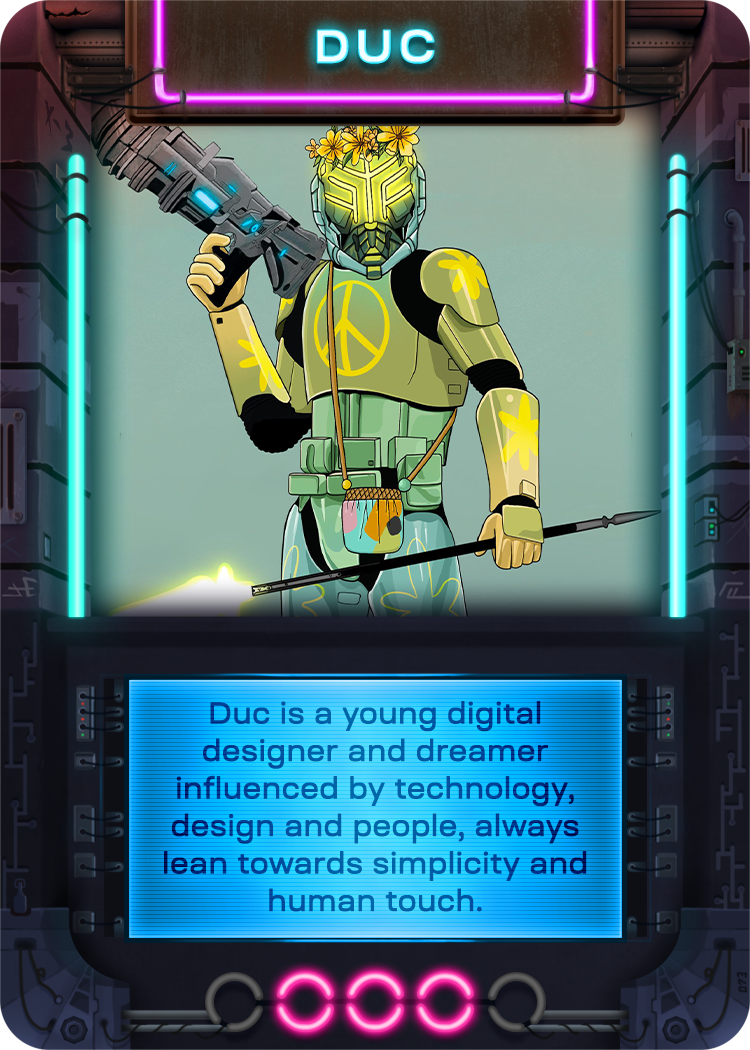 DUC
Duc is a young digital
designer and dreamer
influenced by technology,
design and people, always
lean towards simplicity and
human touch.